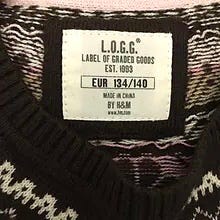 L.O.G.G.®
LABEL OF GRADED GOODS
EST. 1993
EUR 134/140
MADE IN CHINA
BY H&M
www.hm.com